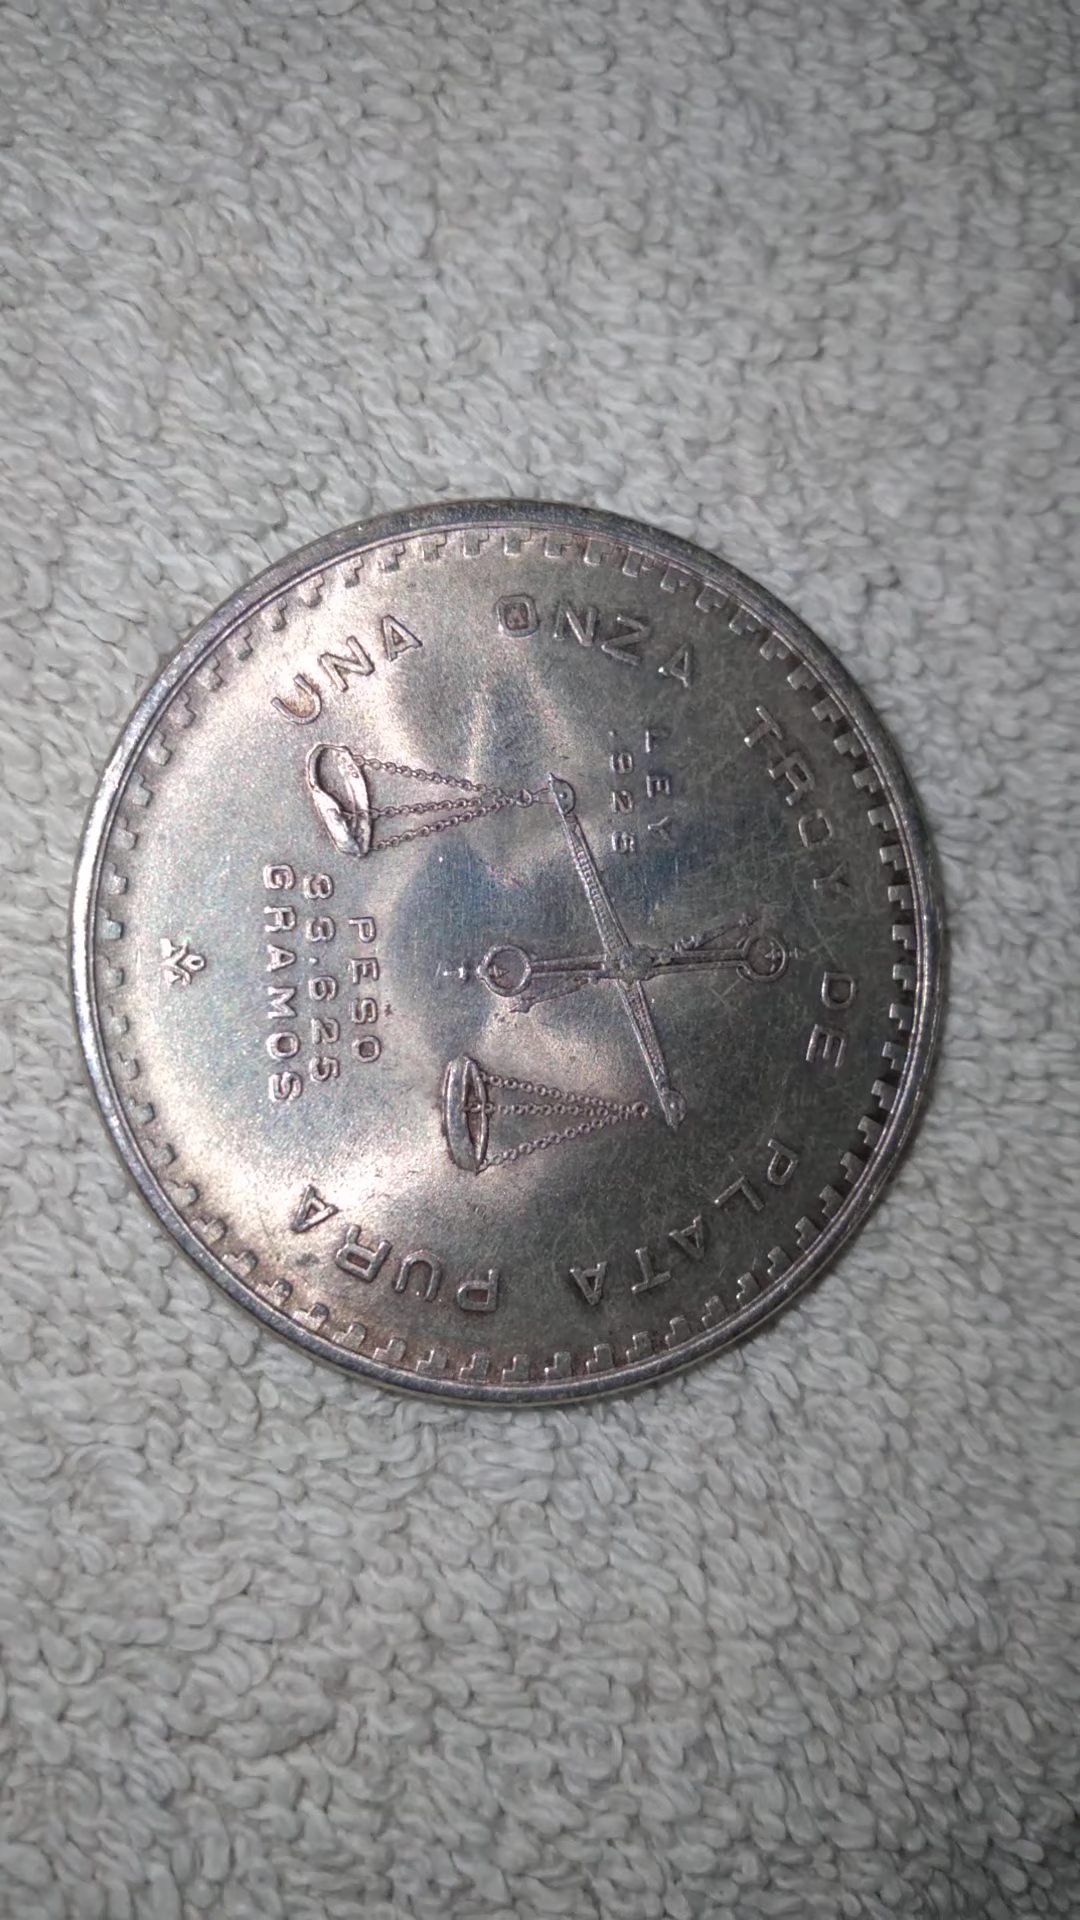 UNA ONZA TROY DE PLATA PURA
LEY
.925
PESO
33.625
GRAMOS